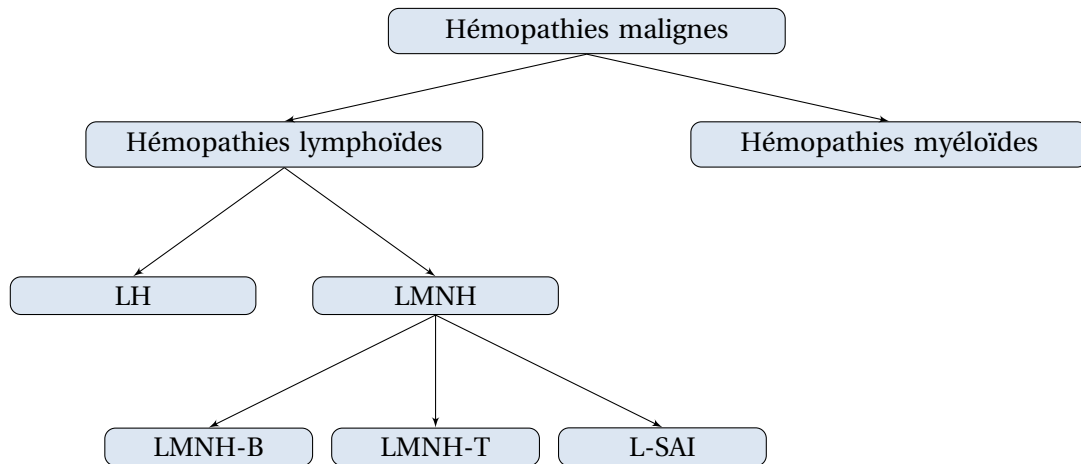 Hémopathies malignes
Hémopathies lymphoïdes
Hémopathies myéloïdes
LH
LMNH
LMNH-B
LMNH-T
L-SAI